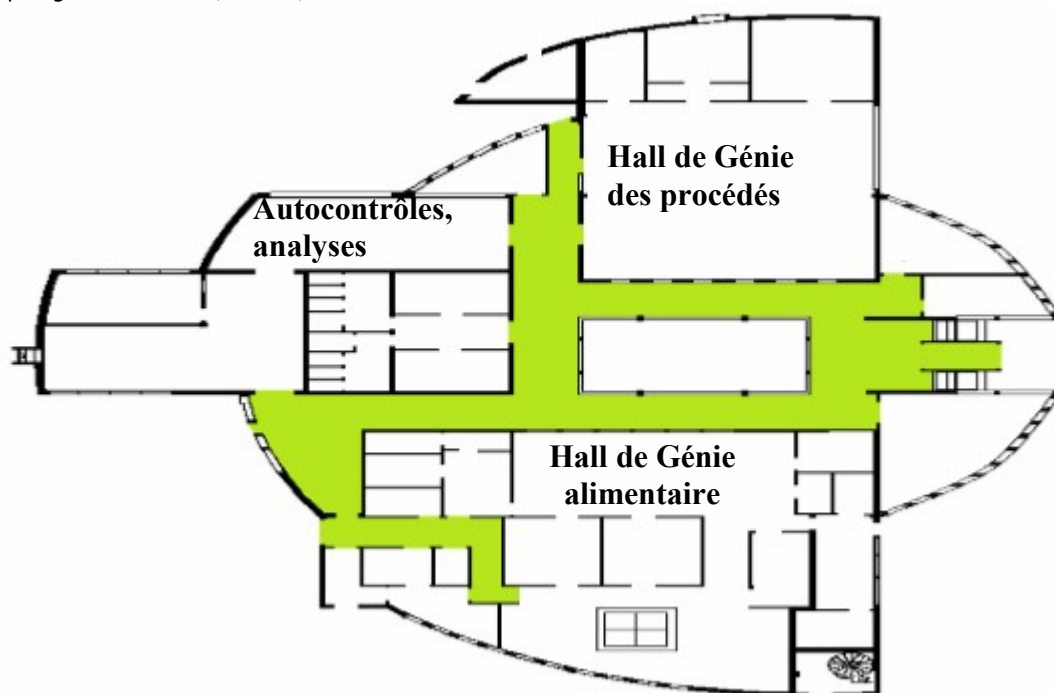 Hall de Génie
des procédés
Autocontrôles,
analyses
Hall de Génie
alimentaire